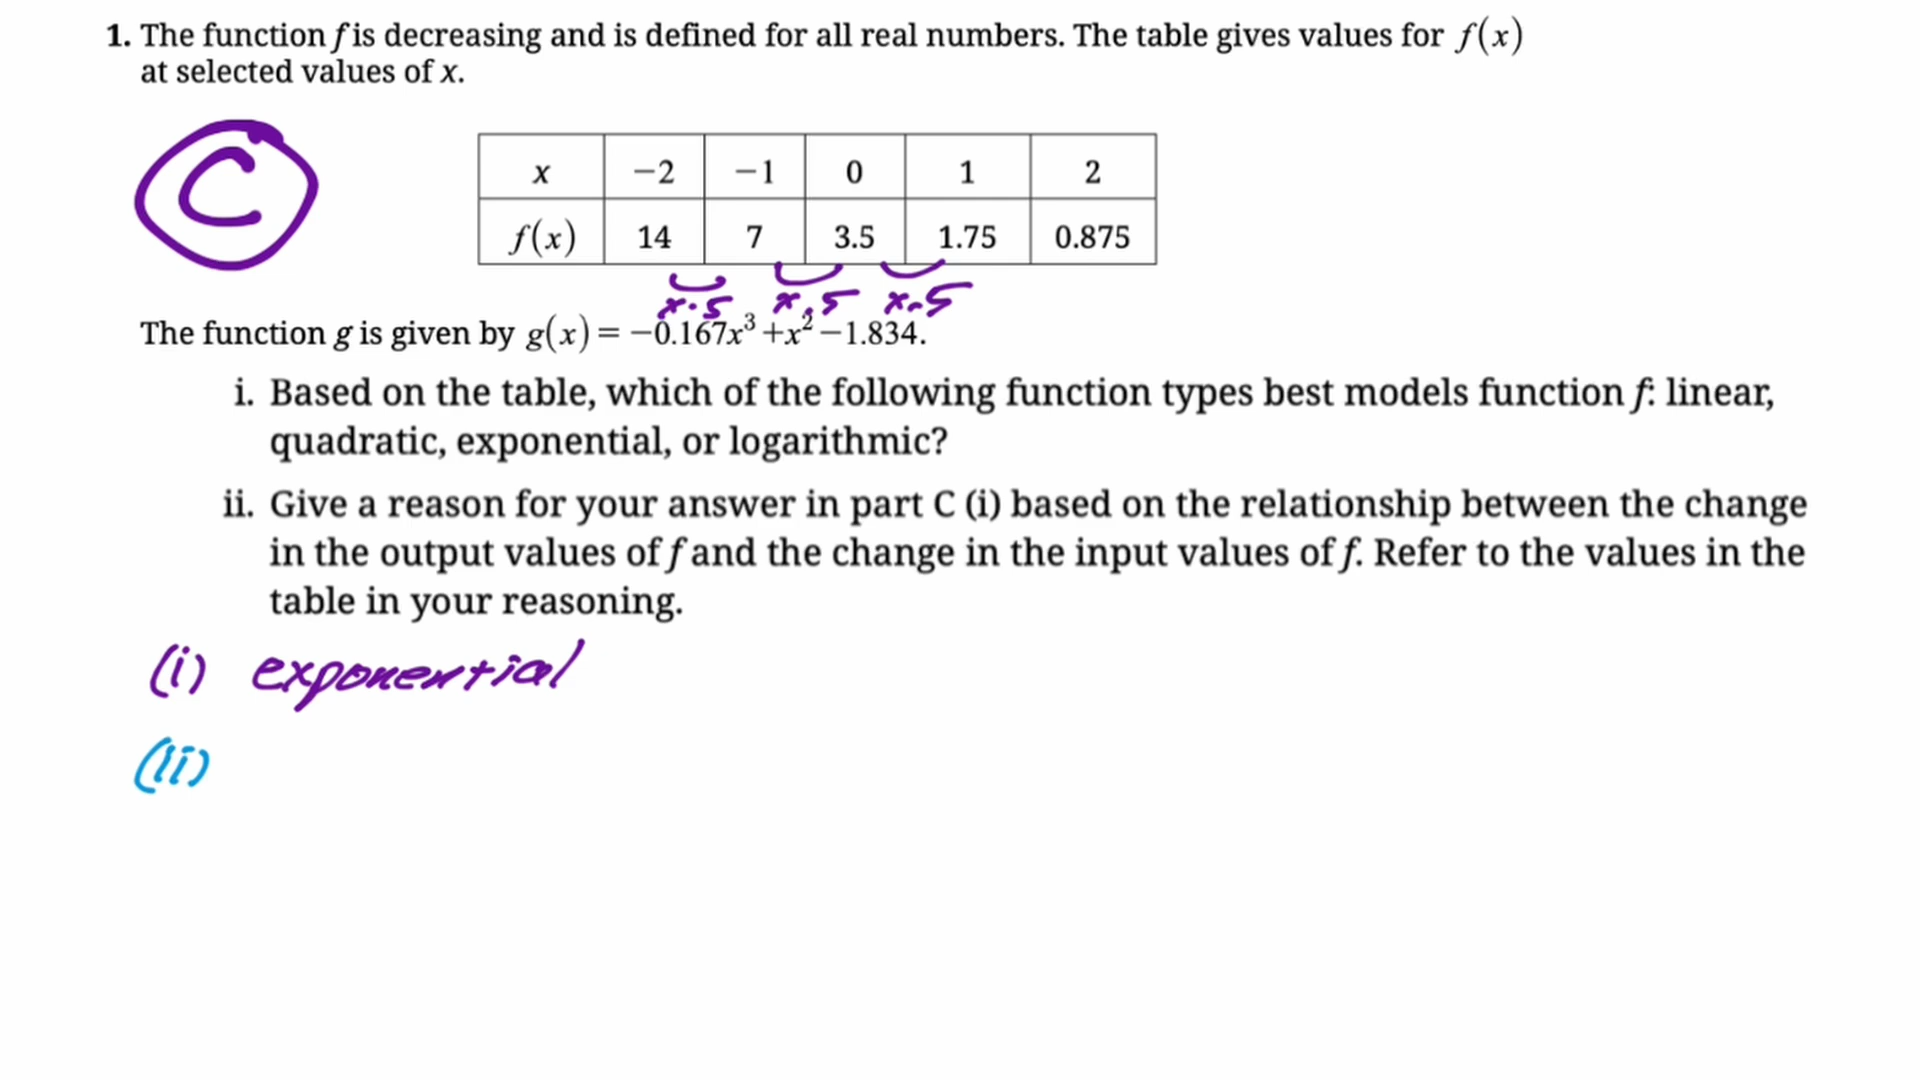 1. The function f is decreasing and is defined for all real numbers. The table gives values for f(x)
at selected values of x.
C
x −2 −1 0 1 2
f(x) 14 7 3.5 1.75 0.875
x.5 x.5 x.5
The function g is given by g(x) = −0.167x³ + x² − 1.834.
i. Based on the table, which of the following function types best models function f: linear,
quadratic, exponential, or logarithmic?
ii. Give a reason for your answer in part C (i) based on the relationship between the change
in the output values of f and the change in the input values of f. Refer to the values in the
table in your reasoning.
(i) exponential
(ii)